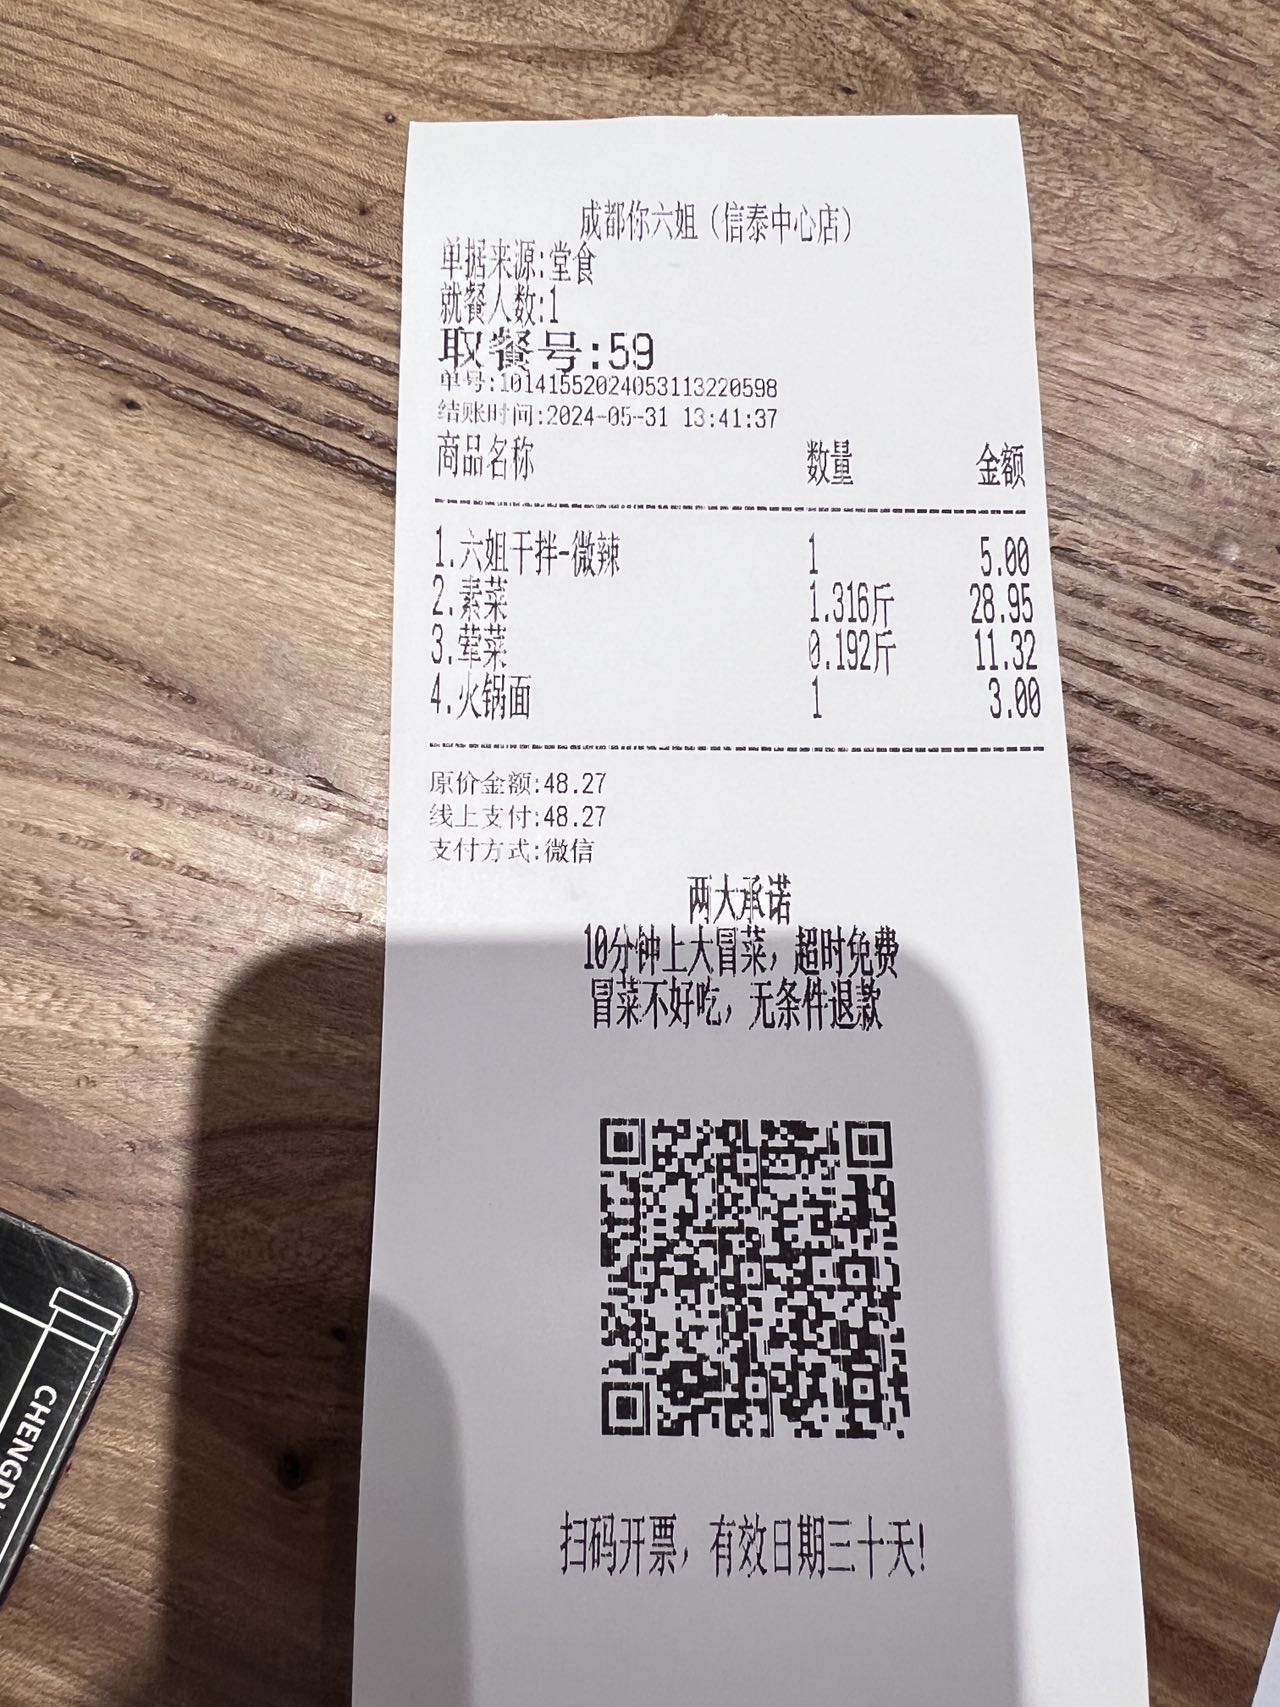 成都你六姐（信泰中心店）
单据来源:堂食
就餐人数:1
取餐号:59
单号:10141552024053113220598
结账时间:2024-05-31 13:41:37
商品名称 数量 金额
1.六姐干拌-微辣 1 5.00
2.素菜 1.316斤 28.95
3.荤菜 0.192斤 11.32
4.火锅面 1 3.00
原价金额:48.27
线上支付:48.27
支付方式:微信
两大承诺
10分钟上大冒菜，超时免费
冒菜不好吃，无条件退款
扫码开票，有效日期三十天!